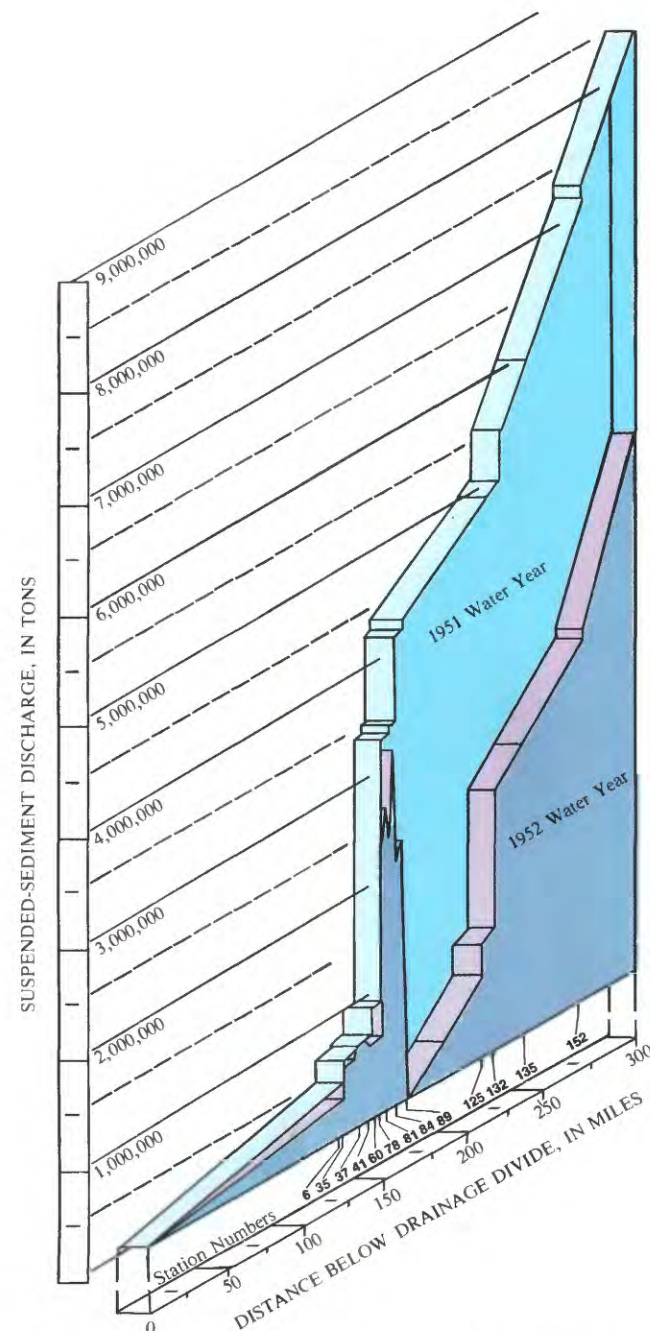 9,000,000
8,000,000
7,000,000
6,000,000
5,000,000
4,000,000
3,000,000
2,000,000
1,000,000
SUSPENDED-SEDIMENT DISCHARGE, IN TONS
1951 Water Year
1952 Water Year
Station Numbers
6 35 37 41 60 78 81 84 89 125 132 135 152
0 50 100 150 200 250 300
DISTANCE BELOW DRAINAGE DIVIDE, IN MILES